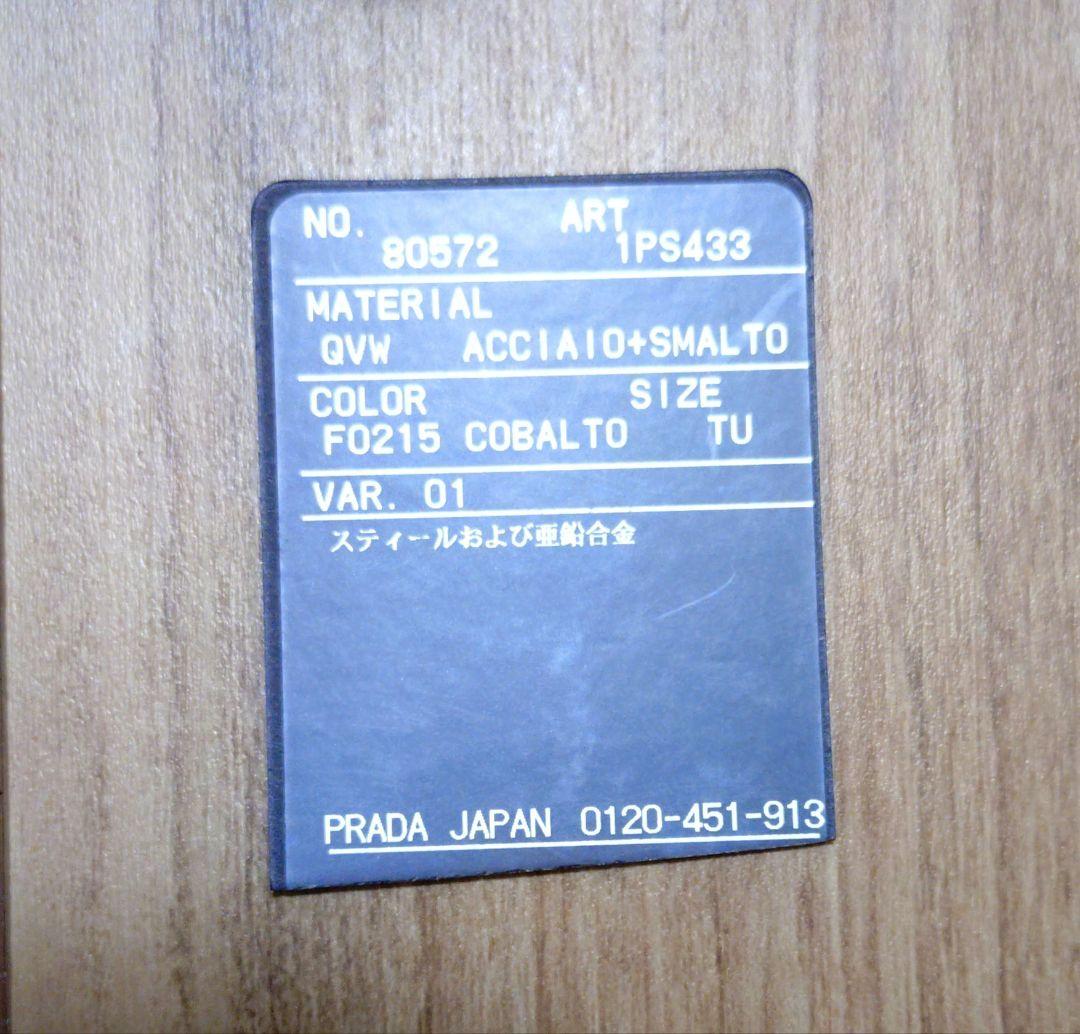 NO. ART
80572 1PS433
MATERIAL
QVW ACCIAIO+SMALTO
COLOR SIZE
F0215 COBALTO TU
VAR. 01
スティールおよび亜鉛合金
PRADA JAPAN 0120-451-913